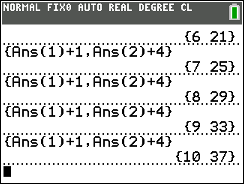 NORMAL FIX0 AUTO REAL DEGREE CL
{6 21}
{Ans(1)+1,Ans(2)+4}
{7 25}
{Ans(1)+1,Ans(2)+4}
{8 29}
{Ans(1)+1,Ans(2)+4}
{9 33}
{Ans(1)+1,Ans(2)+4}
{10 37}